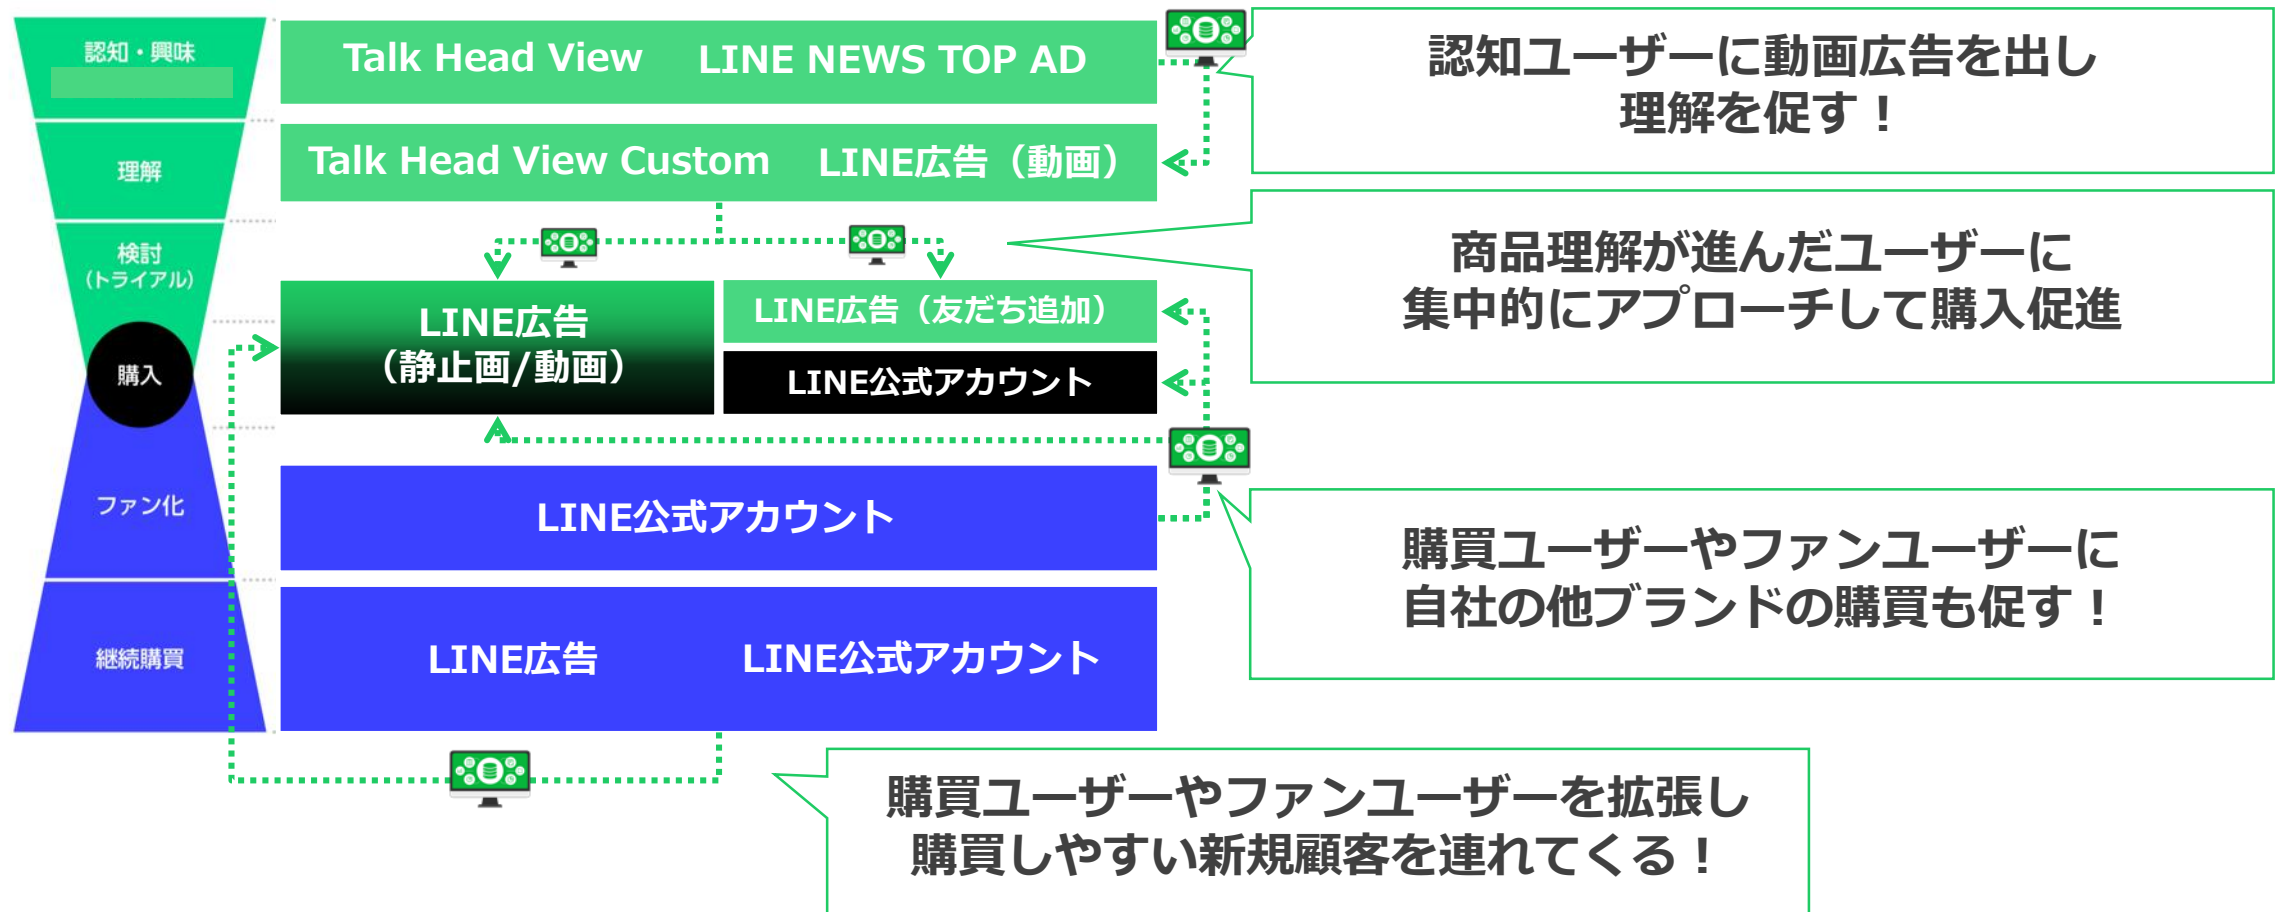 認知・興味
Talk Head View LINE NEWS TOP AD
認知ユーザーに動画広告を出し
理解を促す！
理解
Talk Head View Custom LINE広告（動画）
検討
（トライアル）
商品理解が進んだユーザーに
集中的にアプローチして購入促進
LINE広告
（静止画/動画）
LINE広告（友だち追加）
購入
LINE公式アカウント
ファン化
LINE公式アカウント
購買ユーザーやファンユーザーに
自社の他ブランドの購買も促す！
継続購買
LINE広告 LINE公式アカウント
購買ユーザーやファンユーザーを拡張し
購買しやすい新規顧客を連れてくる！